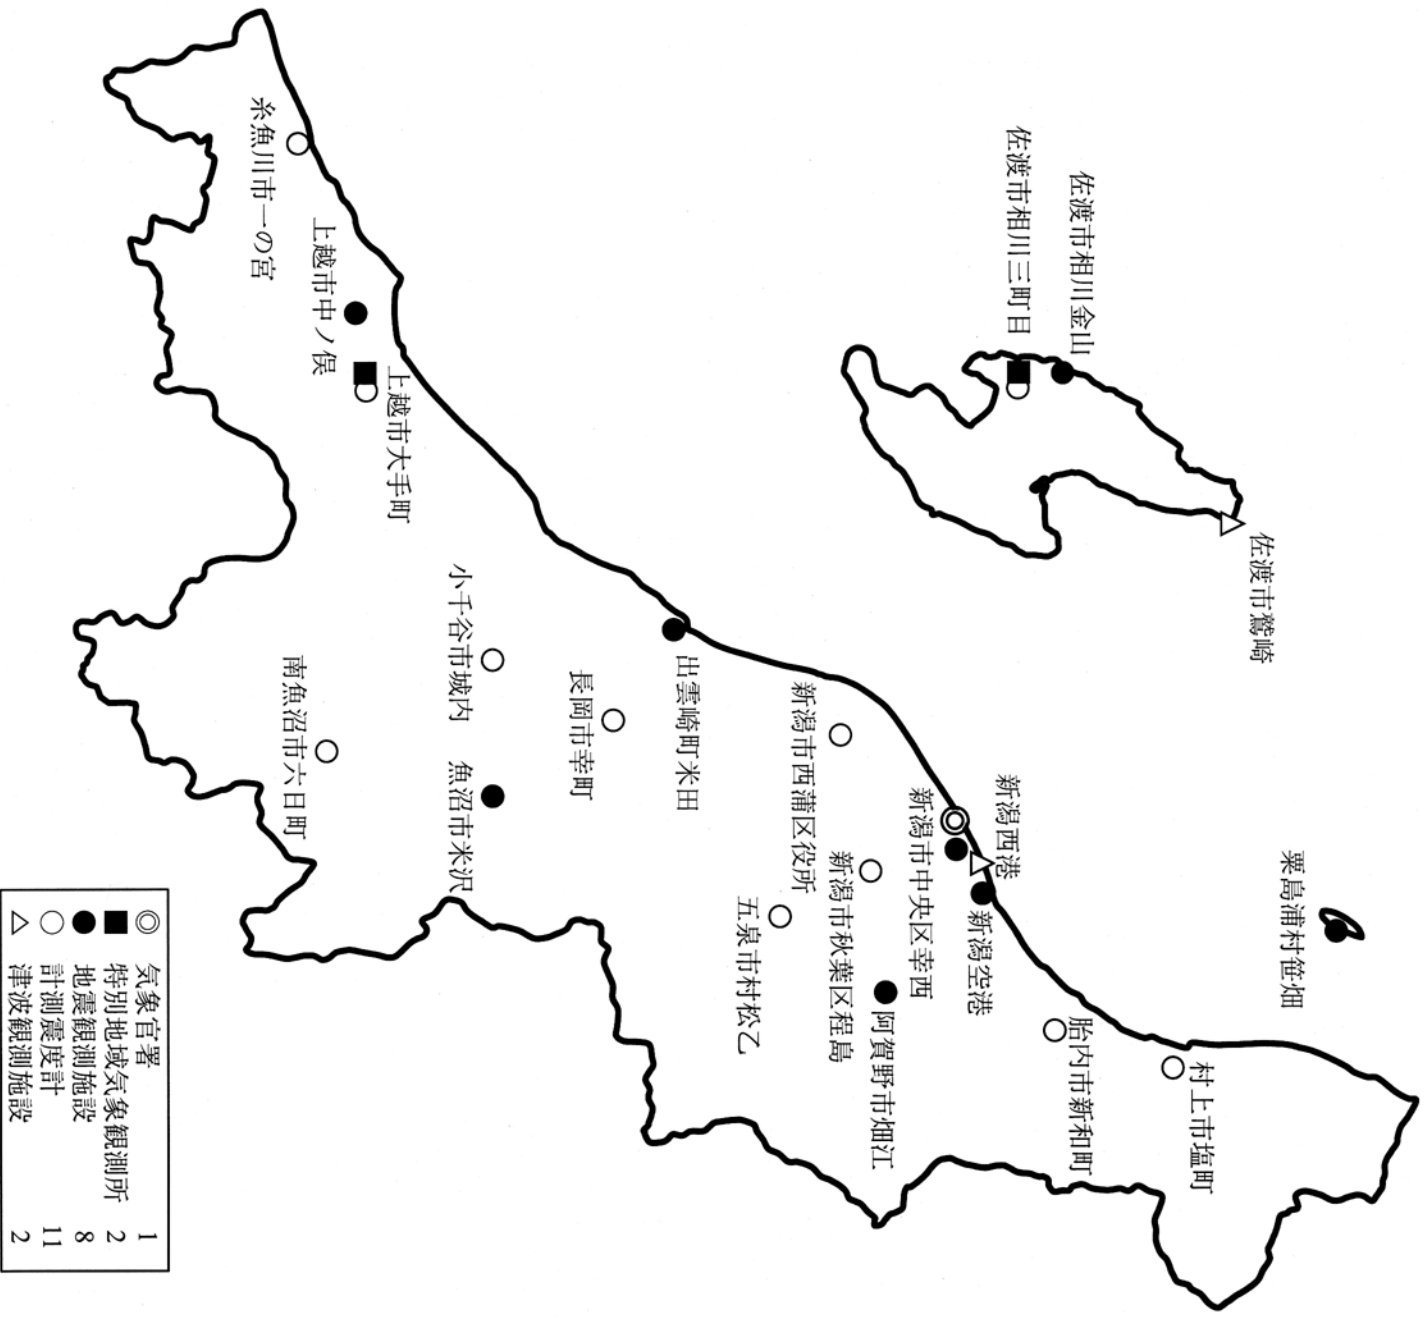 粟島浦村笹畑
佐渡市鷲崎
佐渡市相川金山
佐渡市相川三町目
村上市塩町
胎内市新和町
新潟西港
新潟空港
新潟市中央区幸西
阿賀野市畑江
新潟市秋葉区程島
新潟市西蒲区役所
五泉市村松乙
出雲崎町米田
長岡市幸町
小千谷市城内
魚沼市米沢
上越市大手町
上越市中ノ俣
南魚沼市六日町
糸魚川市一の宮
◎ 気象官署 1
■ 特別地域気象観測所 2
● 地震観測施設 8
○ 計測震度計 11
△ 津波観測施設 2